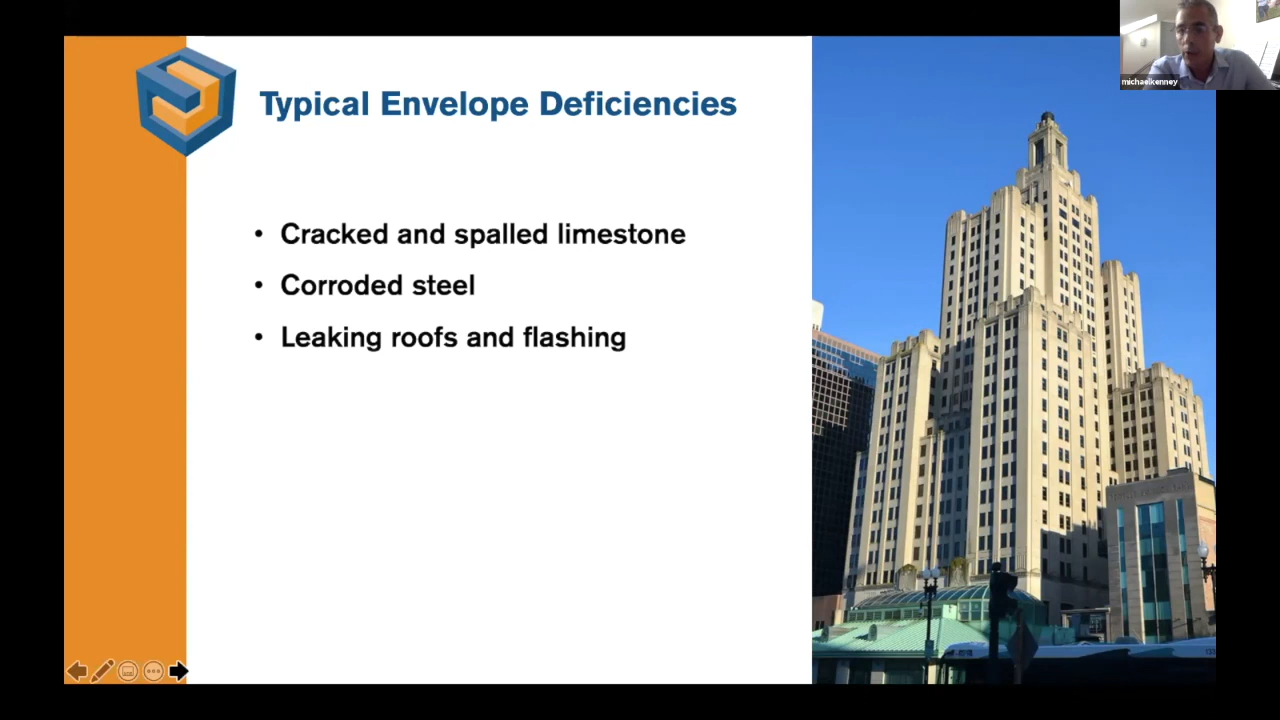 Typical Envelope Deficiencies
• Cracked and spalled limestone
• Corroded steel
• Leaking roofs and flashing
michaelkenney